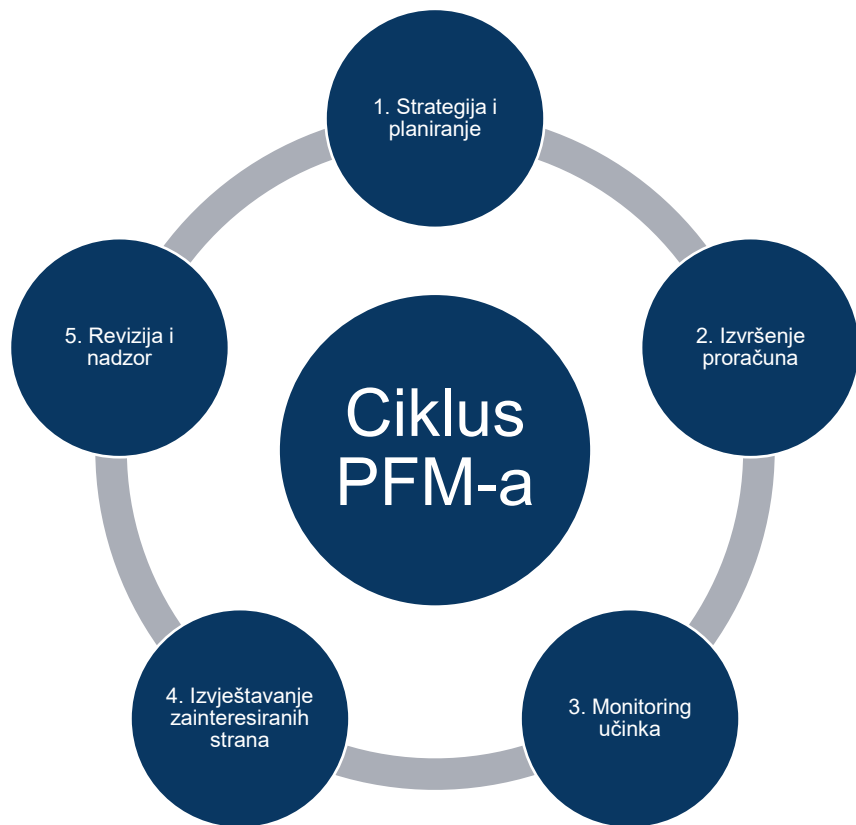 1. Strategija i
planiranje
2. Izvršenje
proračuna
3. Monitoring
učinka
4. Izvještavanje
zainteresiranih
strana
5. Revizija i
nadzor
Ciklus
PFM-a